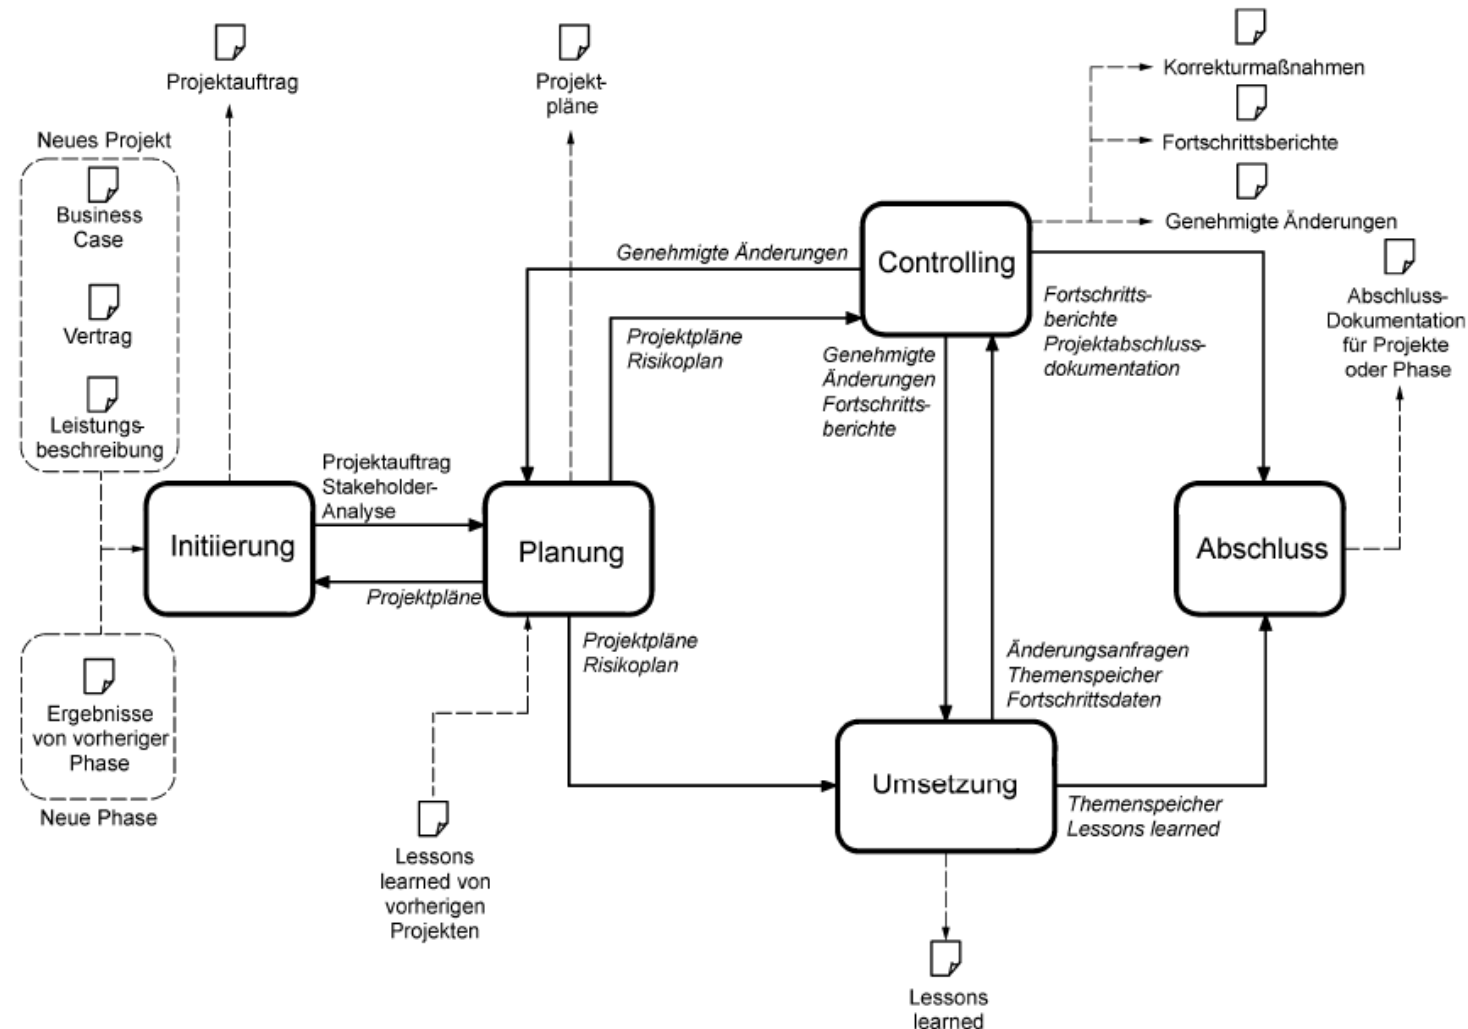 Projektauftrag
Projekt-
pläne
Korrekturmaßnahmen
Fortschrittsberichte
Genehmigte Änderungen
Neues Projekt
Business
Case
Vertrag
Leistungs-
beschreibung
Genehmigte Änderungen
Controlling
Projektpläne
Risikoplan
Genehmigte
Änderungen
Fortschritts-
berichte
Fortschritts-
berichte
Projektabschluss-
dokumentation
Abschluss-
Dokumentation
für Projekte
oder Phase
Projektauftrag
Stakeholder-
Analyse
Initiierung
Planung
Abschluss
Projektpläne
Projektpläne
Risikoplan
Änderungsanfragen
Themenspeicher
Fortschrittsdaten
Ergebnisse
von vorheriger
Phase
Neue Phase
Umsetzung
Themenspeicher
Lessons learned
Lessons
learned von
vorherigen
Projekten
Lessons
learned